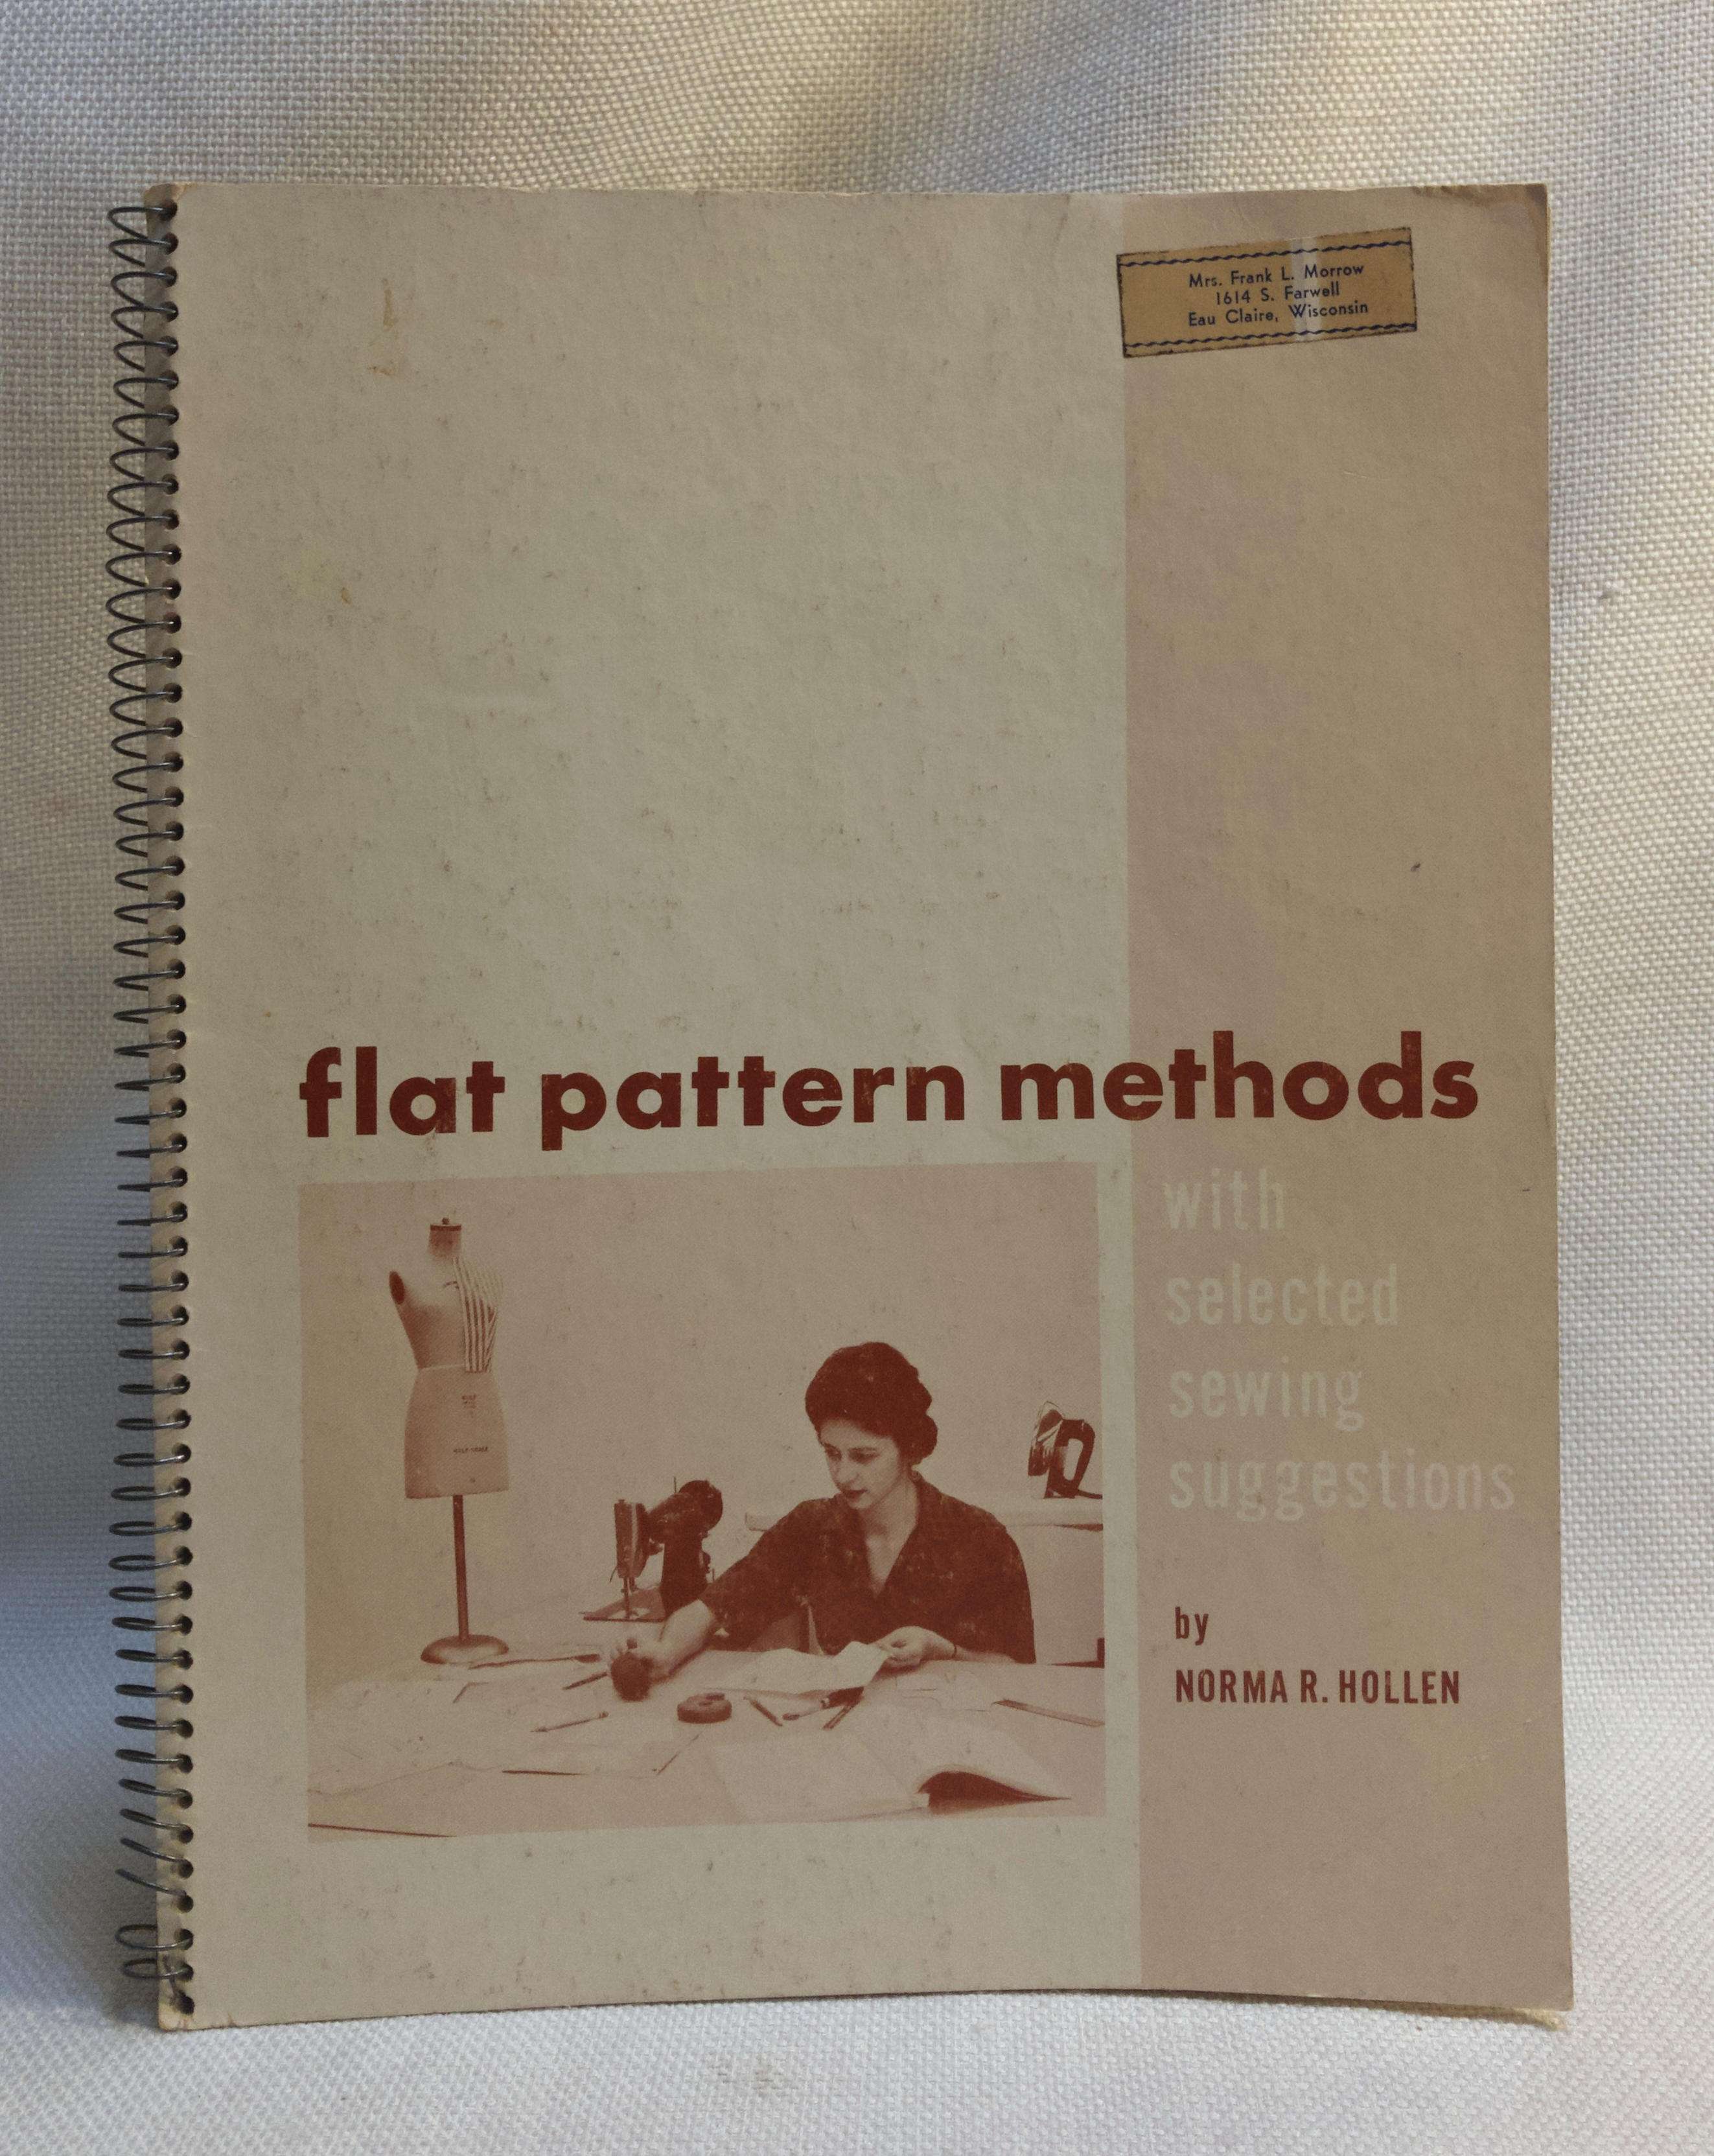 Mrs. Frank L. Morrow
1614 S. Farwell
Eau Claire, Wisconsin
flat pattern methods
with
selected
sewing
suggestions
by
NORMA R. HOLLEN